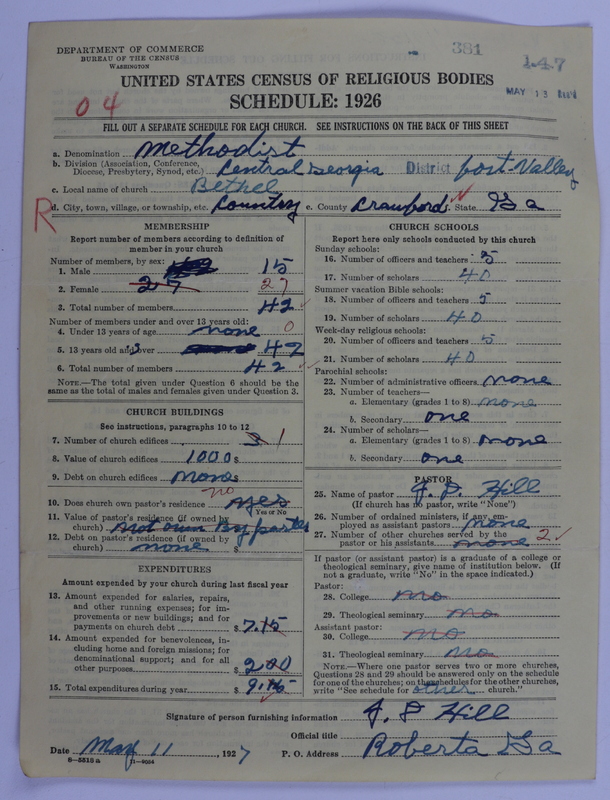 DEPARTMENT OF COMMERCE
BUREAU OF THE CENSUS
WASHINGTON
381
147
MAY 13
UNITED STATES CENSUS OF RELIGIOUS BODIES
SCHEDULE: 1926
04
FILL OUT A SEPARATE SCHEDULE FOR EACH CHURCH. SEE INSTRUCTIONS ON THE BACK OF THIS SHEET
a. Denomination Methodist
b. Division (Association, Conference, Diocese, Presbytery, Synod, etc.) Central Georgia District fort-Valley
c. Local name of church Bethel
R
d. City, town, village, or township, etc. Country e. County Crawford State Ga
MEMBERSHIP
Report number of members according to definition of
member in your church
Number of members, by sex:
1. Male 15
2. Female 27 27
3. Total number of members 42
Number of members under and over 13 years old:
4. Under 13 years of age none 0
5. 13 years old and over 42
6. Total number of members 42
NOTE.—The total given under Question 6 should be
same as the total of males and females given under Question 3.
CHURCH BUILDINGS
See instructions, paragraphs 10 to 12
7. Number of church edifices 1
8. Value of church edifices 1000 $
9. Debt on church edifices none $
no
10. Does church own pastor's residence yes
Yes or No
11. Value of pastor's residence (if owned by
church) not own by pastor
12. Debt on pastor's residence (if owned by
church) none $
EXPENDITURES
Amount expended by your church during last fiscal year
13. Amount expended for salaries, repairs,
and other running expenses; for im-
provements or new buildings; and for
payments on church debt $ 7.15
14. Amount expended for benevolences, in-
cluding home and foreign missions; for
denominational support; and for all
other purposes $ 200
15. Total expenditures during year $ 9.15
CHURCH SCHOOLS
Report here only schools conducted by this church
Sunday schools:
16. Number of officers and teachers 5
17. Number of scholars 40
Summer vacation Bible schools:
18. Number of officers and teachers 5
19. Number of scholars 40
Week-day religious schools:
20. Number of officers and teachers 5
21. Number of scholars 40
Parochial schools:
22. Number of administrative officers none
23. Number of teachers—
a. Elementary (grades 1 to 8) none
b. Secondary one
24. Number of scholars—
a. Elementary (grades 1 to 8) none
b. Secondary one
PASTOR
25. Name of pastor J. P. Hill
(If church has no pastor, write "None")
26. Number of ordained ministers, if any, em-
ployed as assistant pastors none
27. Number of other churches served by the
pastor or his assistants none 2
If pastor (or assistant pastor) is a graduate of a college or
theological seminary, give name of institution below. (If
not a graduate, write "No" in the space indicated.)
Pastor:
28. College no
29. Theological seminary no
Assistant pastor:
30. College no
31. Theological seminary no
NOTE.—Where one pastor serves two or more churches,
Questions 28 and 29 should be answered only on the schedule
for one of the churches; on the schedules for the other churches,
write "See schedule for other church."
Signature of person furnishing information J. P Hill
Official title
Date May 11, 1927 P. O. Address Roberta Ga
8—5515 a 11—9034